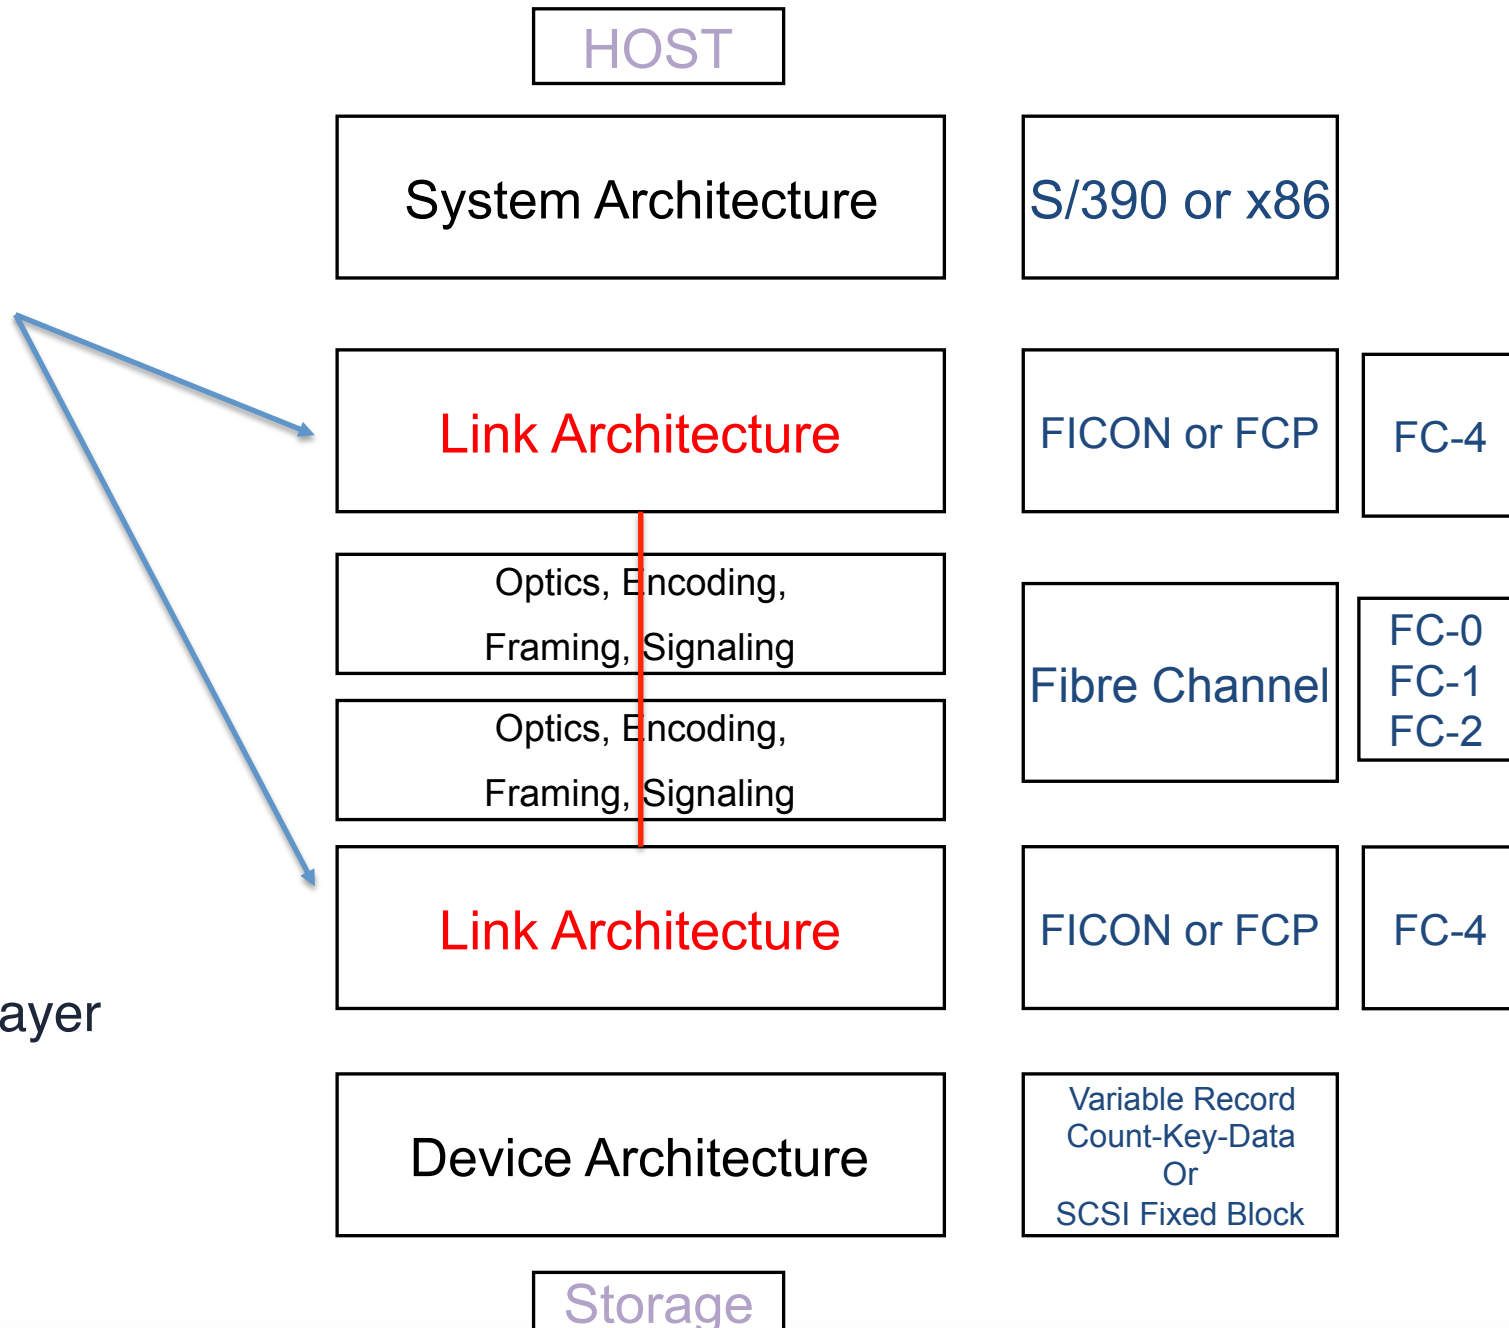 HOST
System Architecture
S/390 or x86
Link Architecture
FICON or FCP
FC-4
Optics, Encoding,
Framing, Signaling
Optics, Encoding,
Framing, Signaling
Fibre Channel
FC-0
FC-1
FC-2
Link Architecture
FICON or FCP
FC-4
ayer
Device Architecture
Variable Record
Count-Key-Data
Or
SCSI Fixed Block
Storage